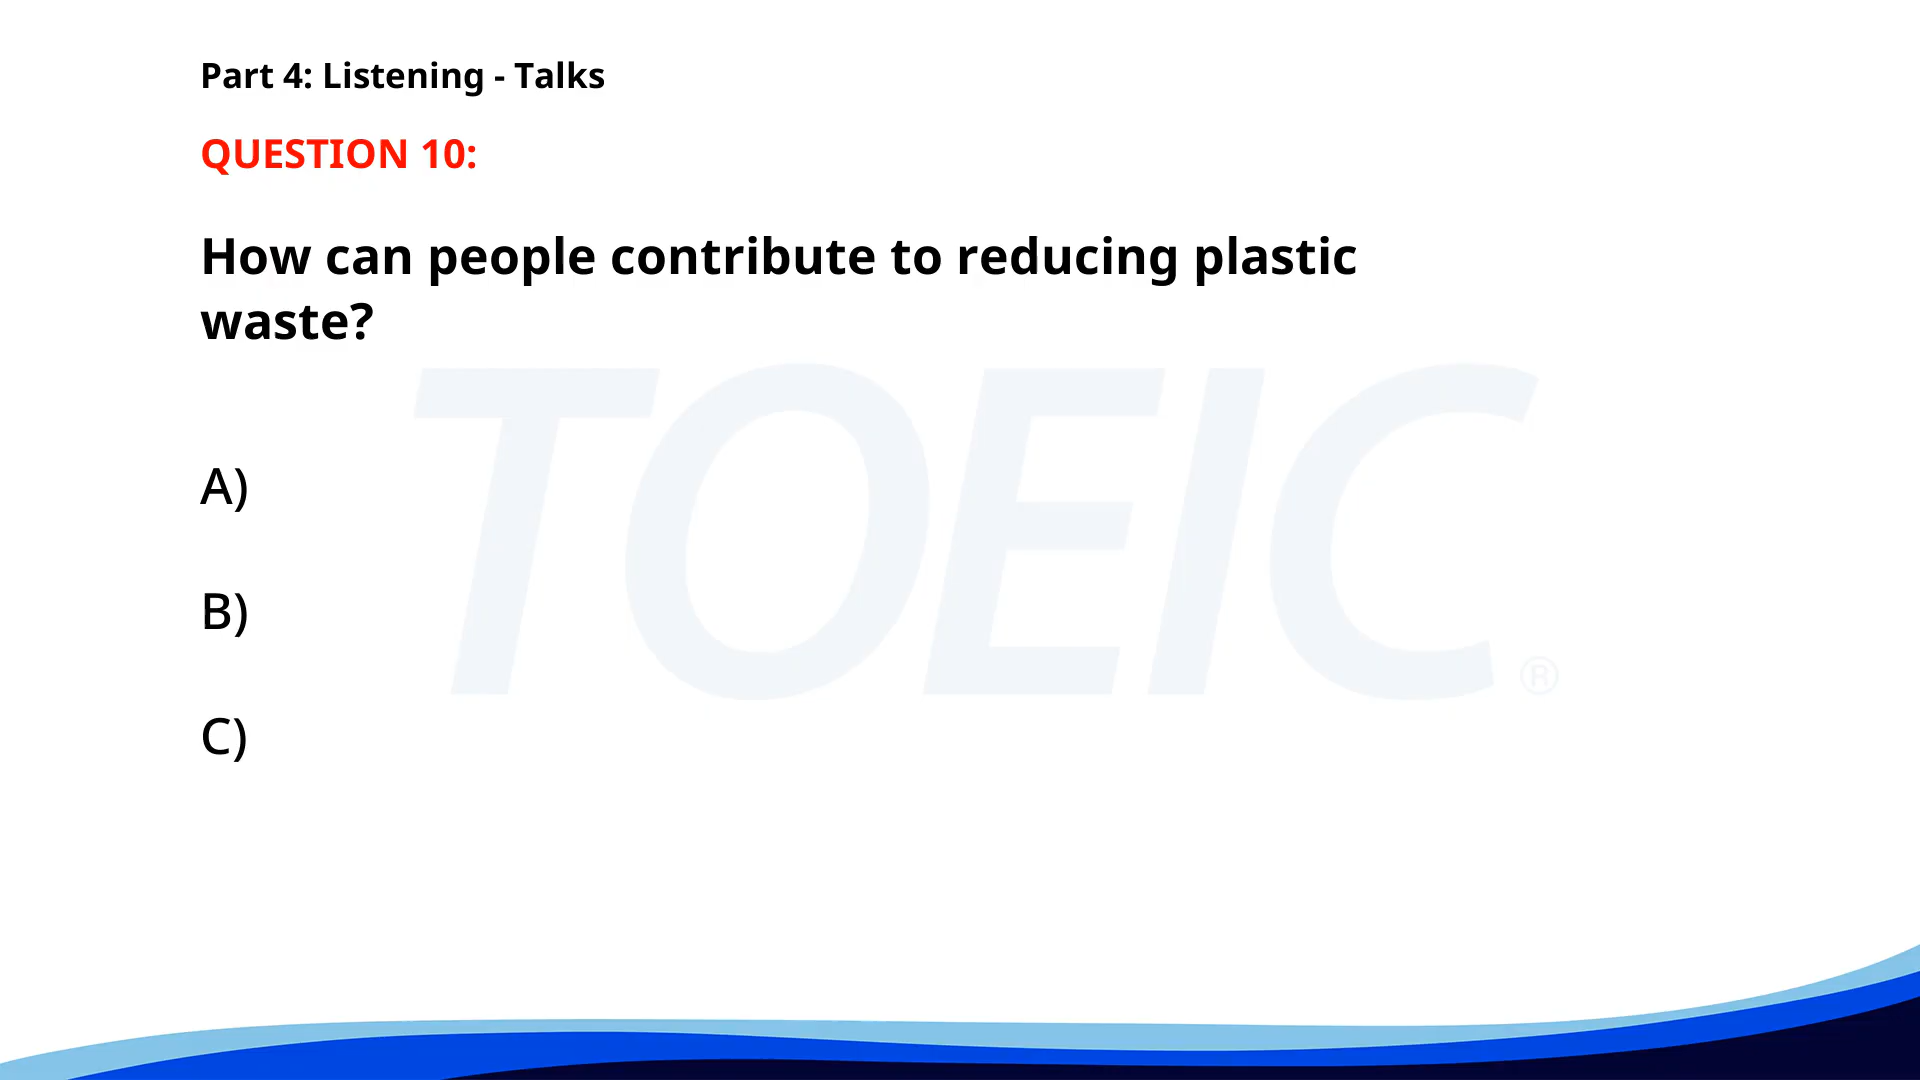 Part 4: Listening - Talks
QUESTION 10:
How can people contribute to reducing plastic
waste?
TOEIC®
A)
B)
C)